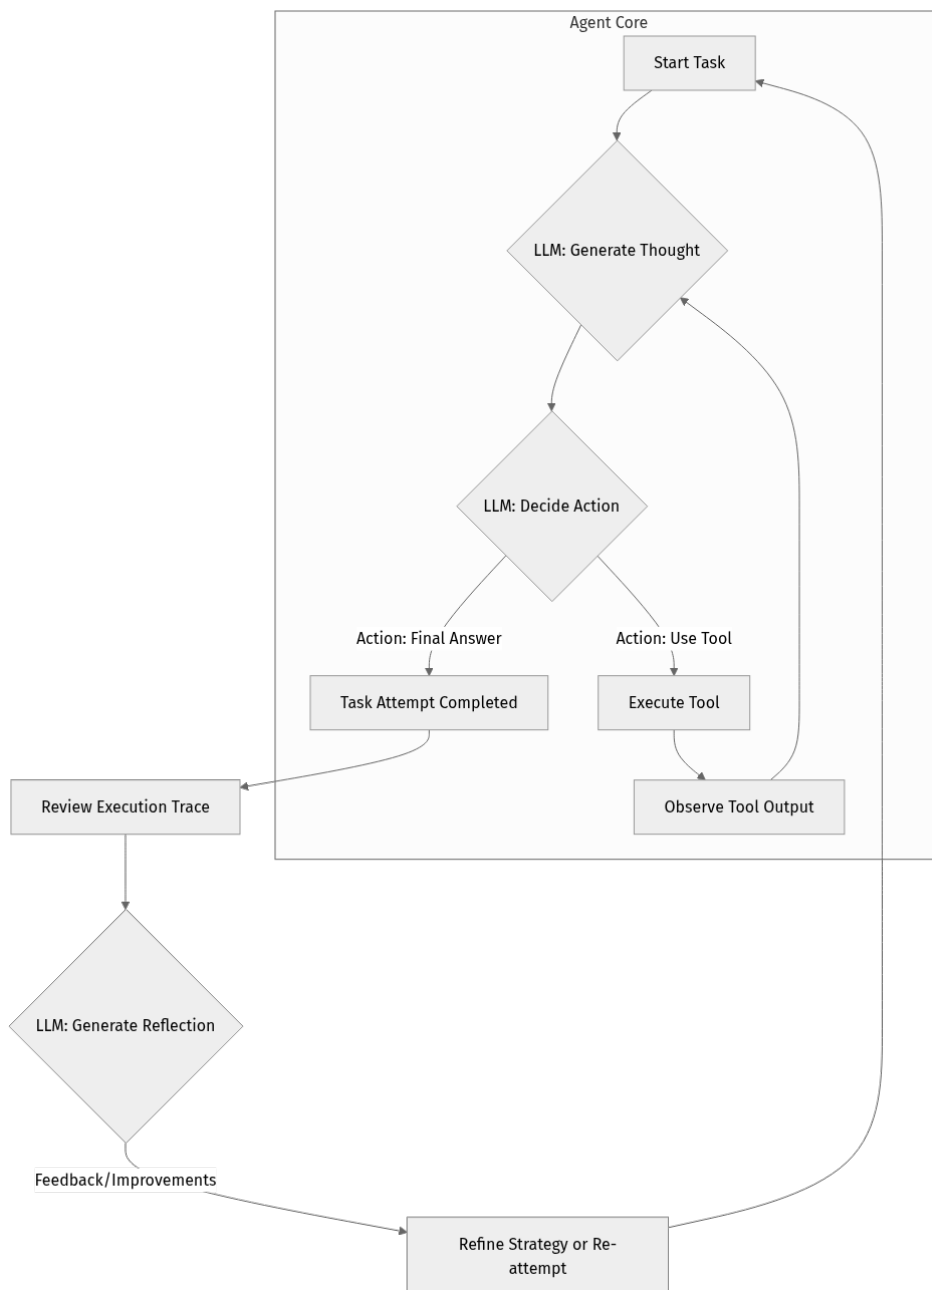 Agent Core
Start Task
LLM: Generate Thought
LLM: Decide Action
Action: Final Answer
Action: Use Tool
Task Attempt Completed
Execute Tool
Review Execution Trace
Observe Tool Output
LLM: Generate Reflection
Feedback/Improvements
Refine Strategy or Re-
attempt